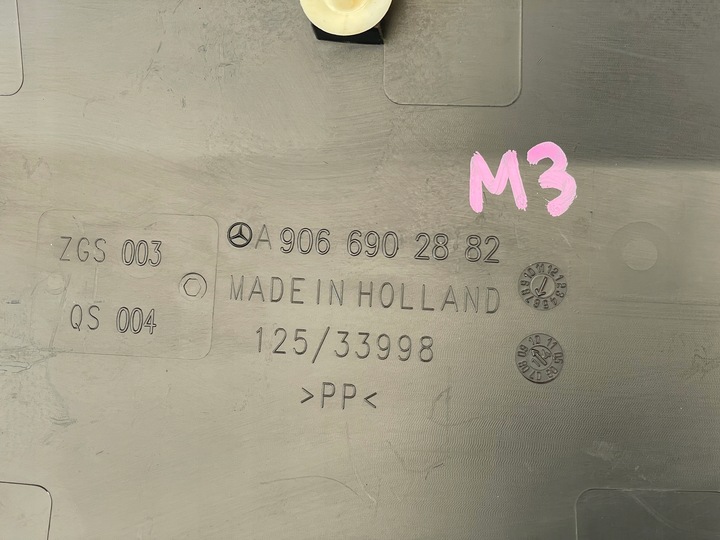 M3
ZGS 003
QS 004
A 906 690 28 82
MADE IN HOLLAND
125/33998
>PP<